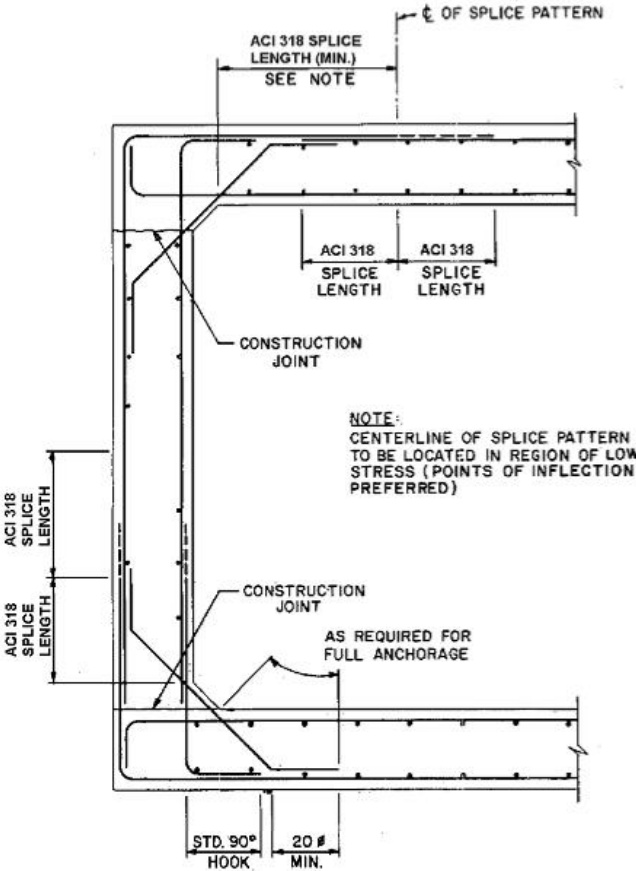 ℄ OF SPLICE PATTERN
ACI 318 SPLICE
LENGTH (MIN.)
SEE NOTE
ACI 318
SPLICE
LENGTH
ACI 318
SPLICE
LENGTH
CONSTRUCTION
JOINT
NOTE:
CENTERLINE OF SPLICE PATTERN
TO BE LOCATED IN REGION OF LOW
STRESS (POINTS OF INFLECTION
PREFERRED)
ACI 318
SPLICE
LENGTH
ACI 318
SPLICE
LENGTH
CONSTRUCTION
JOINT
AS REQUIRED FOR
FULL ANCHORAGE
STD. 90°
HOOK
20 ø
MIN.